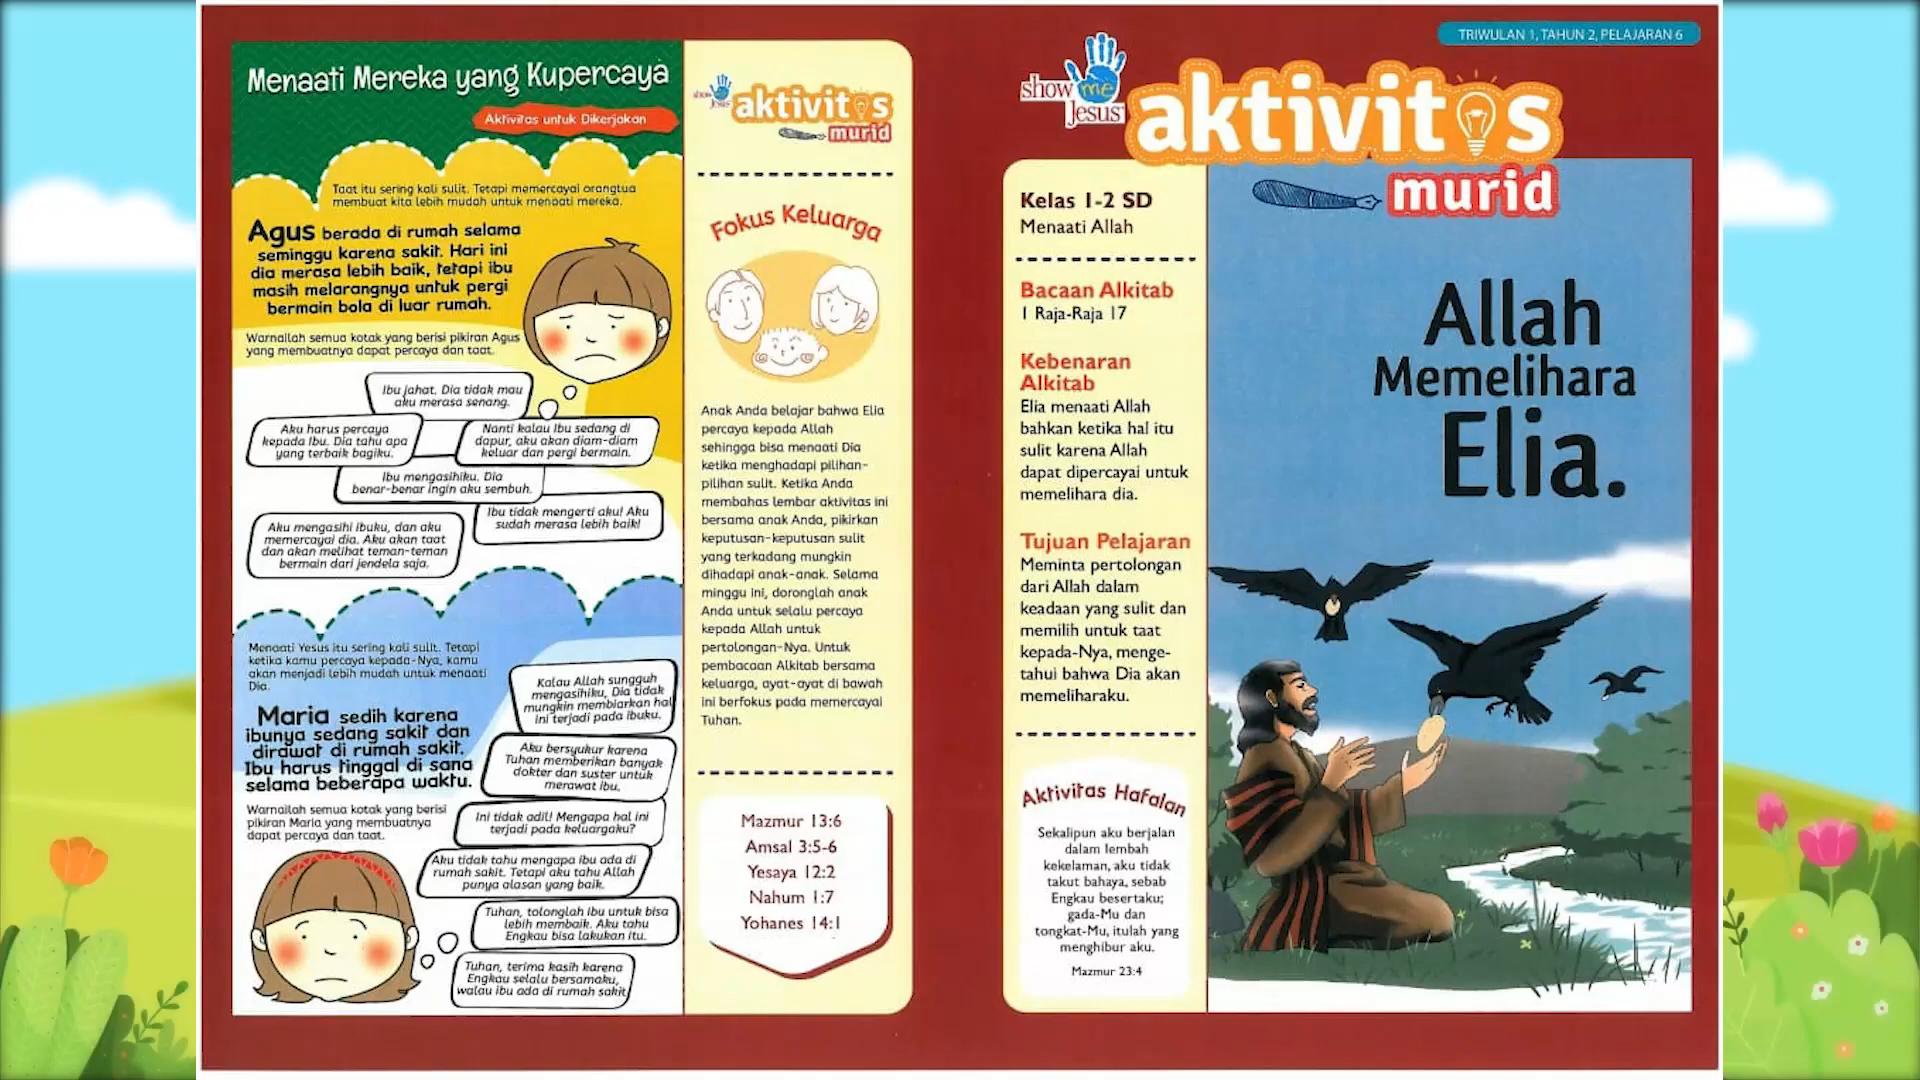 Menaati Mereka yang Kupercaya
Aktivitas untuk Dikerjakan
Taat itu sering kali sulit. Tetapi memercayai orangtua
membuat kita lebih mudah untuk menaati mereka.
Agus berada di rumah selama
seminggu karena sakit. Hari ini
dia merasa lebih baik, tetapi ibu
masih melarangnya untuk pergi
bermain bola di luar rumah.
Warnailah semua kotak yang berisi pikiran Agus
yang membuatnya dapat percaya dan taat.
Ibu jahat. Dia tidak mau
aku merasa senang.
Aku harus percaya
kepada Ibu. Dia tahu apa
yang terbaik bagiku.
Nanti kalau Ibu sedang di
dapur, aku akan diam-diam
keluar dan pergi bermain.
Ibu mengasihiku. Dia
benar-benar ingin aku sembuh.
Ibu tidak mengerti aku! Aku
sudah merasa lebih baik!
Aku mengasihi ibuku, dan aku
memercayai dia. Aku akan taat
dan akan melihat teman-teman
bermain dari jendela saja.
Menaati Yesus itu sering kali sulit. Tetapi
ketika kamu percaya kepada-Nya, kamu
akan menjadi lebih mudah untuk menaati
Dia.
Maria sedih karena
ibunya sedang sakit dan
dirawat di rumah sakit.
Ibu harus tinggal di sana
selama beberapa waktu.
Warnailah semua kotak yang berisi
pikiran Maria yang membuatnya
dapat percaya dan taat.
Kalau Allah sungguh
mengasihiku, Dia tidak
mungkin membiarkan hal
ini terjadi pada ibuku.
Aku bersyukur karena
Tuhan memberikan banyak
dokter dan suster untuk
merawat ibu.
Ini tidak adil! Mengapa hal ini
terjadi pada keluargaku?
Aku tidak tahu mengapa ibu ada di
rumah sakit. Tetapi aku tahu Allah
punya alasan yang baik.
Tuhan, tolonglah ibu untuk bisa
lebih membaik. Aku tahu
Engkau bisa lakukan itu.
Tuhan, terima kasih karena
Engkau selalu bersamaku,
walau ibu ada di rumah sakit
show me Jesus
aktivitas
murid
Fokus Keluarga
Anak Anda belajar bahwa Elia
percaya kepada Allah
sehingga bisa menaati Dia
ketika menghadapi pilihan-
pilihan sulit. Ketika Anda
membahas lembar aktivitas ini
bersama anak Anda, pikirkan
keputusan-keputusan sulit
yang terkadang mungkin
dihadapi anak-anak. Selama
minggu ini, doronglah anak
Anda untuk selalu percaya
kepada Allah untuk
pertolongan-Nya. Untuk
pembacaan Alkitab bersama
keluarga, ayat-ayat di bawah
ini berfokus pada memercayai
Tuhan.
Mazmur 13:6
Amsal 3:5-6
Yesaya 12:2
Nahum 1:7
Yohanes 14:1
TRIWULAN 1, TAHUN 2, PELAJARAN 6
show me Jesus
aktivitas
murid
Kelas 1-2 SD
Menaati Allah
Bacaan Alkitab
1 Raja-Raja 17
Kebenaran
Alkitab
Elia menaati Allah
bahkan ketika hal itu
sulit karena Allah
dapat dipercayai untuk
memelihara dia.
Tujuan Pelajaran
Meminta pertolongan
dari Allah dalam
keadaan yang sulit dan
memilih untuk taat
kepada-Nya, menge-
tahui bahwa Dia akan
memeliharaku.
Aktivitas Hafalan
Sekalipun aku berjalan
dalam lembah
kekelaman, aku tidak
takut bahaya, sebab
Engkau besertaku;
gada-Mu dan
tongkat-Mu, itulah yang
menghibur aku.
Mazmur 23:4
Allah
Memelihara
Elia.